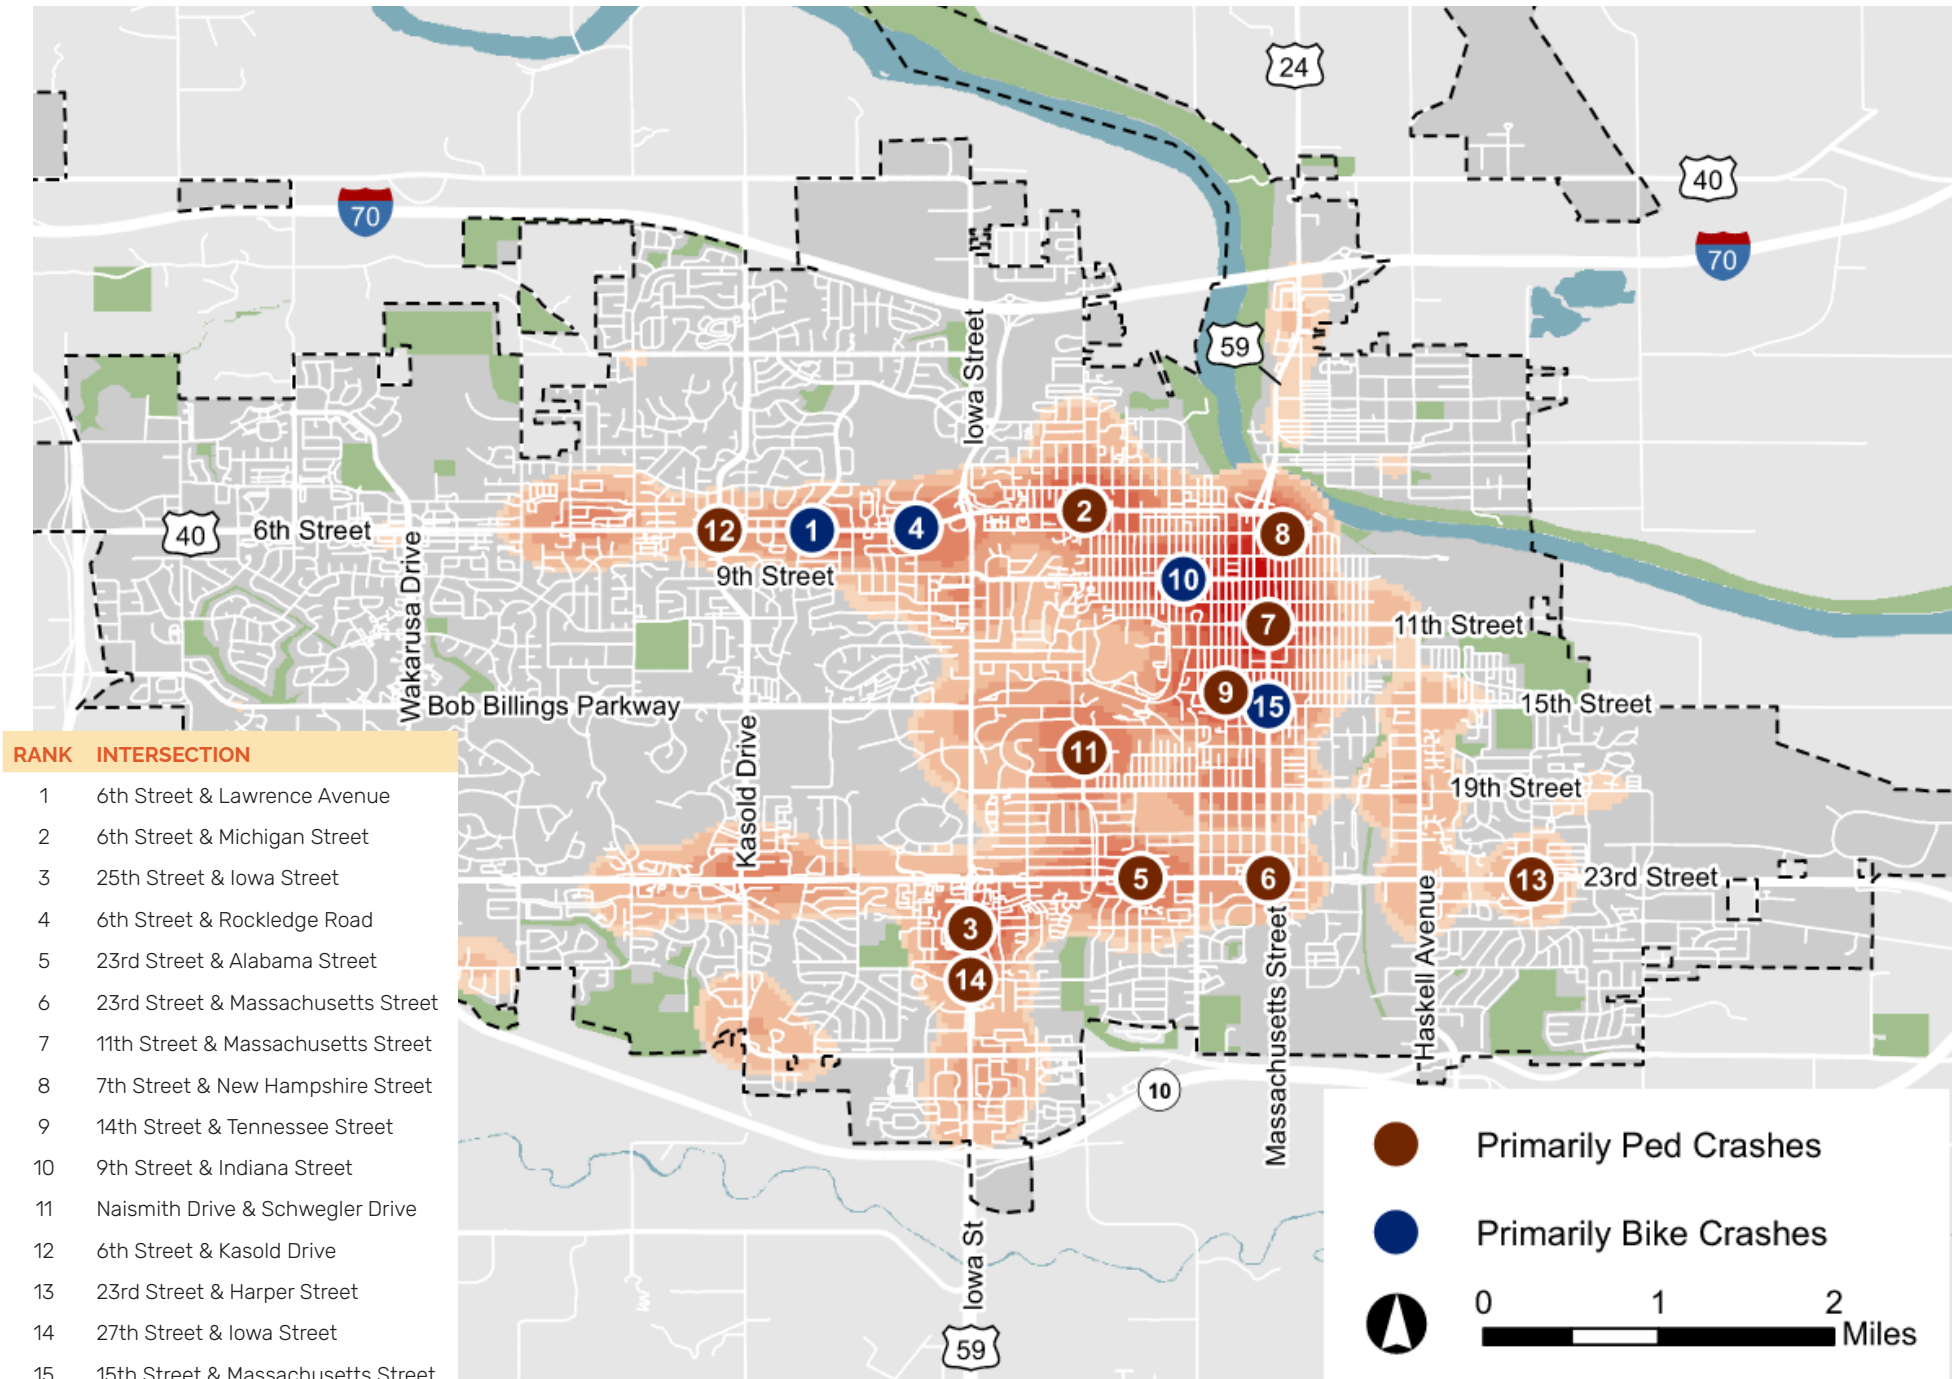 24
40
70
70
59
Iowa Street
40
6th Street
12
1
4
2
8
9th Street
10
Wakarusa Drive
7
11th Street
9
15
Bob Billings Parkway
15th Street
Kasold Drive
11
19th Street
5
6
13
23rd Street
3
14
Massachusetts Street
Haskell Avenue
10
Iowa St
59
RANK INTERSECTION
1 6th Street & Lawrence Avenue
2 6th Street & Michigan Street
3 25th Street & Iowa Street
4 6th Street & Rockledge Road
5 23rd Street & Alabama Street
6 23rd Street & Massachusetts Street
7 11th Street & Massachusetts Street
8 7th Street & New Hampshire Street
9 14th Street & Tennessee Street
10 9th Street & Indiana Street
11 Naismith Drive & Schwegler Drive
12 6th Street & Kasold Drive
13 23rd Street & Harper Street
14 27th Street & Iowa Street
15 15th Street & Massachusetts Street
Primarily Ped Crashes
Primarily Bike Crashes
0 1 2
Miles